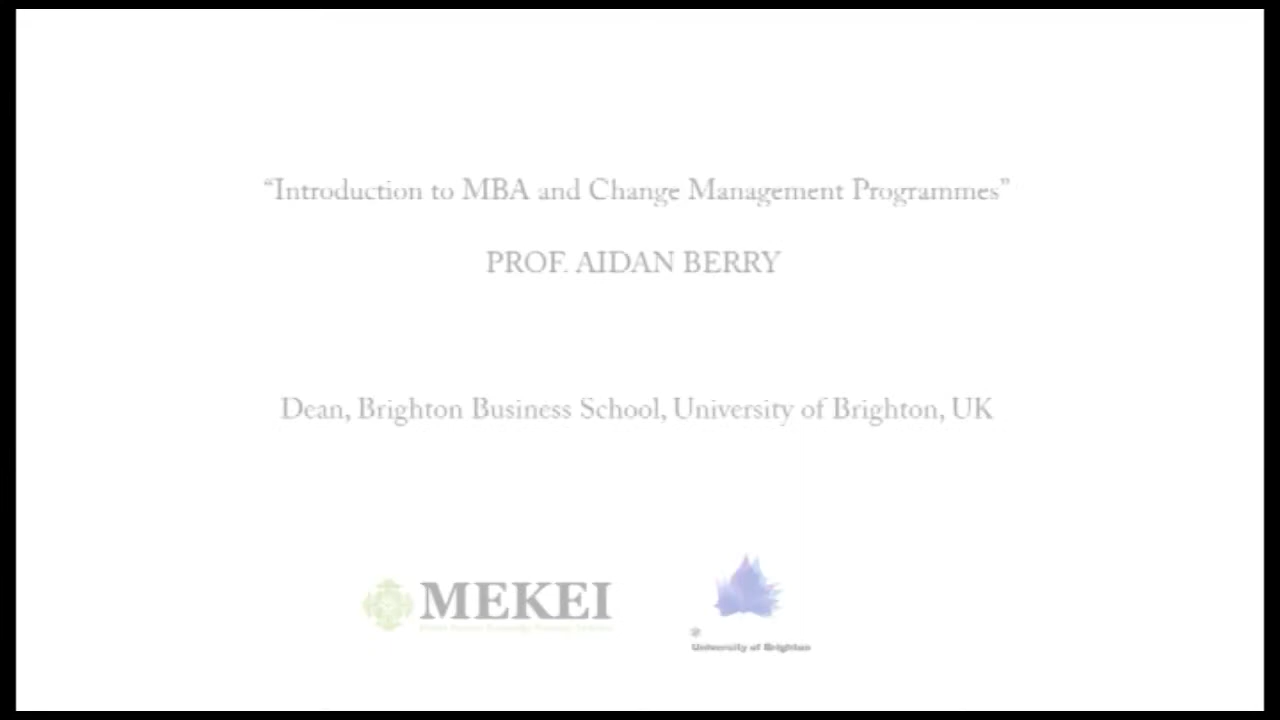 “Introduction to MBA and Change Management Programmes”
PROF. AIDAN BERRY
Dean, Brighton Business School, University of Brighton, UK
MEKEI
University of Brighton